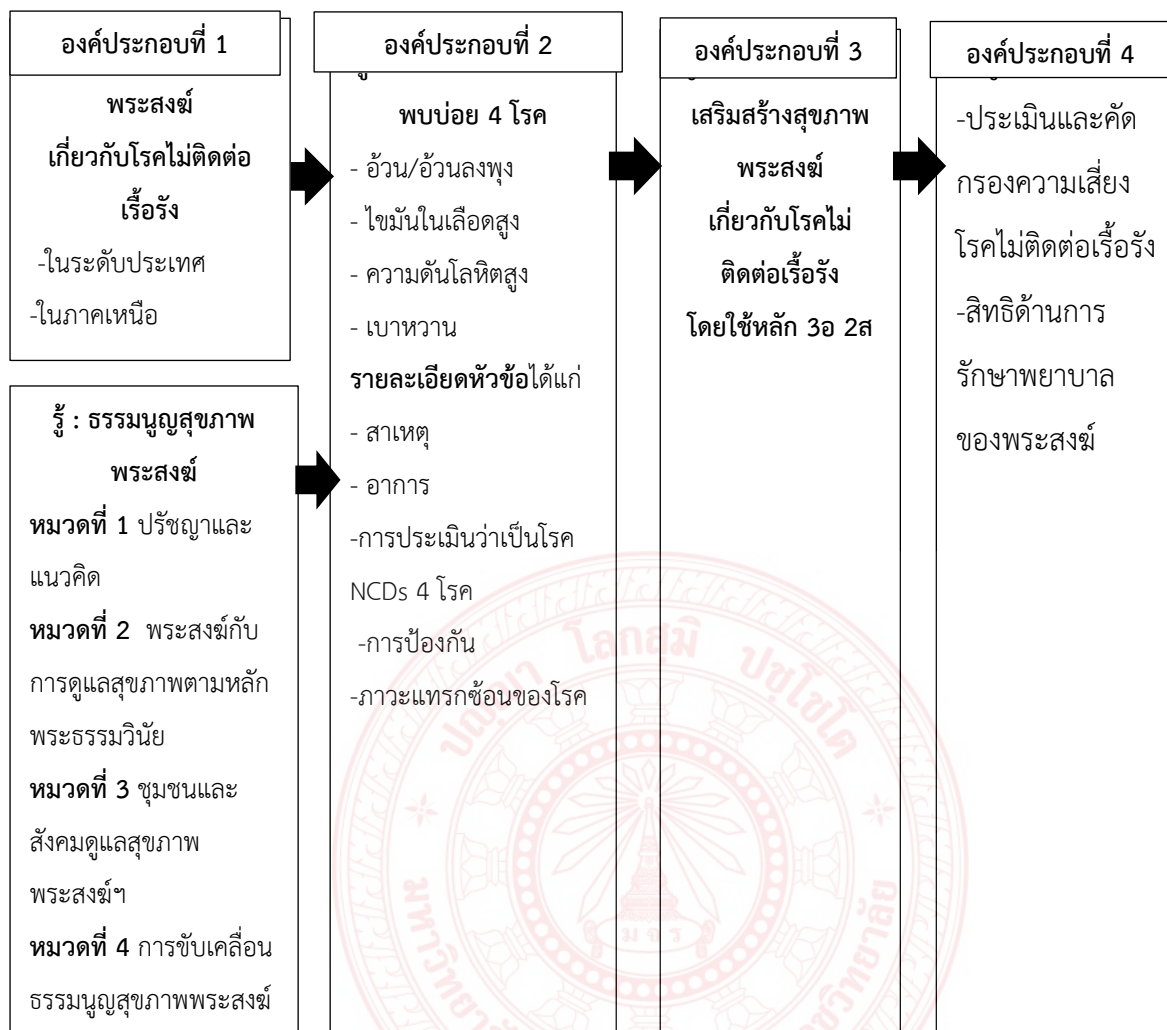 องค์ประกอบที่ 1
พระสงฆ์
เกี่ยวกับโรคไม่ติดต่อ
เรื้อรัง
-ในระดับประเทศ
-ในภาคเหนือ
รู้ : ธรรมนูญสุขภาพ
พระสงฆ์
หมวดที่ 1 ปรัชญาและ
แนวคิด
หมวดที่ 2 พระสงฆ์กับ
การดูแลสุขภาพตามหลัก
พระธรรมวินัย
หมวดที่ 3 ชุมชนและ
สังคมดูแลสุขภาพ
พระสงฆ์ฯ
หมวดที่ 4 การขับเคลื่อน
ธรรมนูญสุขภาพพระสงฆ์
องค์ประกอบที่ 2
พบบ่อย 4 โรค
- อ้วน/อ้วนลงพุง
- ไขมันในเลือดสูง
- ความดันโลหิตสูง
- เบาหวาน
รายละเอียดหัวข้อได้แก่
- สาเหตุ
- อาการ
-การประเมินว่าเป็นโรค
NCDs 4 โรค
-การป้องกัน
-ภาวะแทรกซ้อนของโรค
องค์ประกอบที่ 3
เสริมสร้างสุขภาพ
พระสงฆ์
เกี่ยวกับโรคไม่
ติดต่อเรื้อรัง
โดยใช้หลัก 3อ 2ส
องค์ประกอบที่ 4
-ประเมินและคัด
กรองความเสี่ยง
โรคไม่ติดต่อเรื้อรัง
-สิทธิด้านการ
รักษาพยาบาล
ของพระสงฆ์
ปญฺญา โลกสฺมิ ปชฺโชโต
ม จ ร